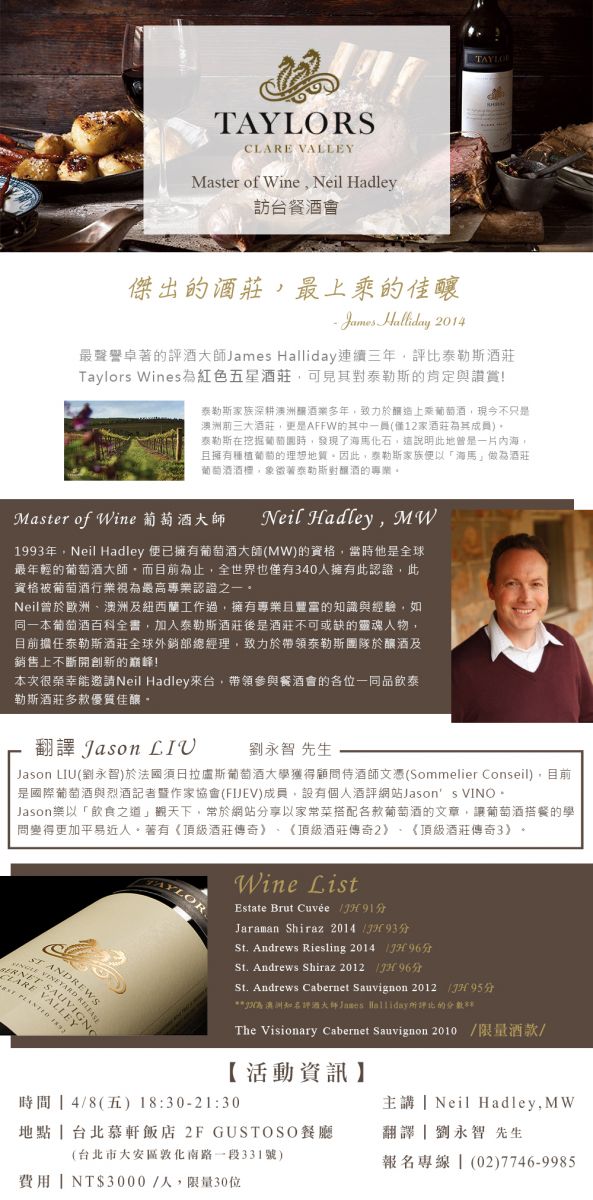 TAYLOR
SHIRAZ
TAYLORS
CLARE VALLEY
Master of Wine , Neil Hadley
訪台餐酒會
傑出的酒莊，最上乘的佳釀
- James Halliday 2014
最聲譽卓著的評酒大師James Halliday連續三年，評比泰勒斯酒莊
Taylors Wines為紅色五星酒莊，可見其對泰勒斯的肯定與讚賞!
泰勒斯家族深耕澳洲釀酒業多年，致力於釀造上乘葡萄酒，現今不只是
澳洲前三大酒莊，更是AFFW的其中一員(僅12家酒莊為其成員)。
泰勒斯在挖掘葡萄園時，發現了海馬化石，這說明此地曾是一片內海，
且擁有種植葡萄的理想地質。因此，泰勒斯家族便以「海馬」做為酒莊
葡萄酒酒標，象徵著泰勒斯對釀酒的專業。
Master of Wine 葡萄酒大師 Neil Hadley , MW
1993年，Neil Hadley 便已擁有葡萄酒大師(MW)的資格，當時他是全球
最年輕的葡萄酒大師。而目前為止，全世界也僅有340人擁有此認證，此
資格被葡萄酒行業視為最高專業認證之一。
Neil曾於歐洲、澳洲及紐西蘭工作過，擁有專業且豐富的知識與經驗，如
同一本葡萄酒百科全書，加入泰勒斯酒莊後是酒莊不可或缺的靈魂人物，
目前擔任泰勒斯酒莊全球外銷部總經理，致力於帶領泰勒斯團隊於釀酒及
銷售上不斷開創新的巔峰!
本次很榮幸能邀請Neil Hadley來台，帶領參與餐酒會的各位一同品飲泰
勒斯酒莊多款優質佳釀。
翻譯 Jason LIU 劉永智 先生
Jason LIU(劉永智)於法國須日拉盧斯葡萄酒大學獲得顧問侍酒師文憑(Sommelier Conseil)，目前
是國際葡萄酒與烈酒記者暨作家協會(FIJEV)成員，設有個人酒評網站Jason’s VINO。
Jason樂以「飲食之道」觀天下，常於網站分享以家常菜搭配各款葡萄酒的文章，讓葡萄酒搭餐的學
問變得更加平易近人。著有《頂級酒莊傳奇》、《頂級酒莊傳奇2》、《頂級酒莊傳奇3》。
TAYLOR
ST ANDREWS
SINGLE VINEYARD RELEASE
CABERNET SAUVIGNON
CLARE VALLEY
Wine List
Estate Brut Cuvée /JH 91分
Jaraman Shiraz 2014 /JH 93分
St. Andrews Riesling 2014 /JH 96分
St. Andrews Shiraz 2012 /JH 96分
St. Andrews Cabernet Sauvignon 2012 /JH 95分
**JH為澳洲知名評酒大師James Halliday所評比的分數**
The Visionary Cabernet Sauvignon 2010 /限量酒款/
【活動資訊】
時間｜4/8(五) 18:30-21:30
地點｜台北慕軒飯店 2F GUSTOSO餐廳
(台北市大安區敦化南路一段331號)
費用｜NT$3000 /人，限量30位
主講｜Neil Hadley,MW
翻譯｜劉永智 先生
報名專線｜(02)7746-9985